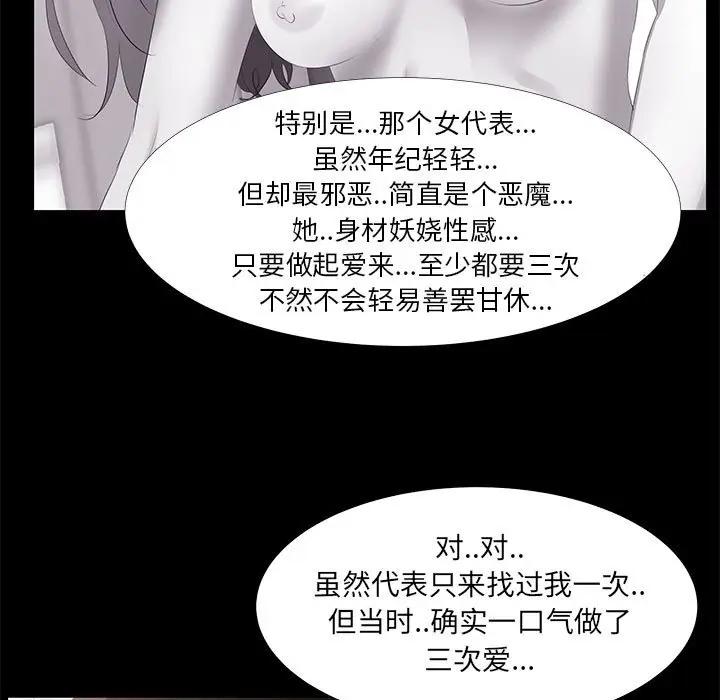 特别是...那个女代表...
虽然年纪轻轻...
但却最邪恶..简直是个恶魔...
她..身材妖娆性感...
只要做起爱来...至少都要三次
不然不会轻易善罢甘休...
对..对..
虽然代表只来找过我一次..
但当时..确实一口气做了
三次爱...